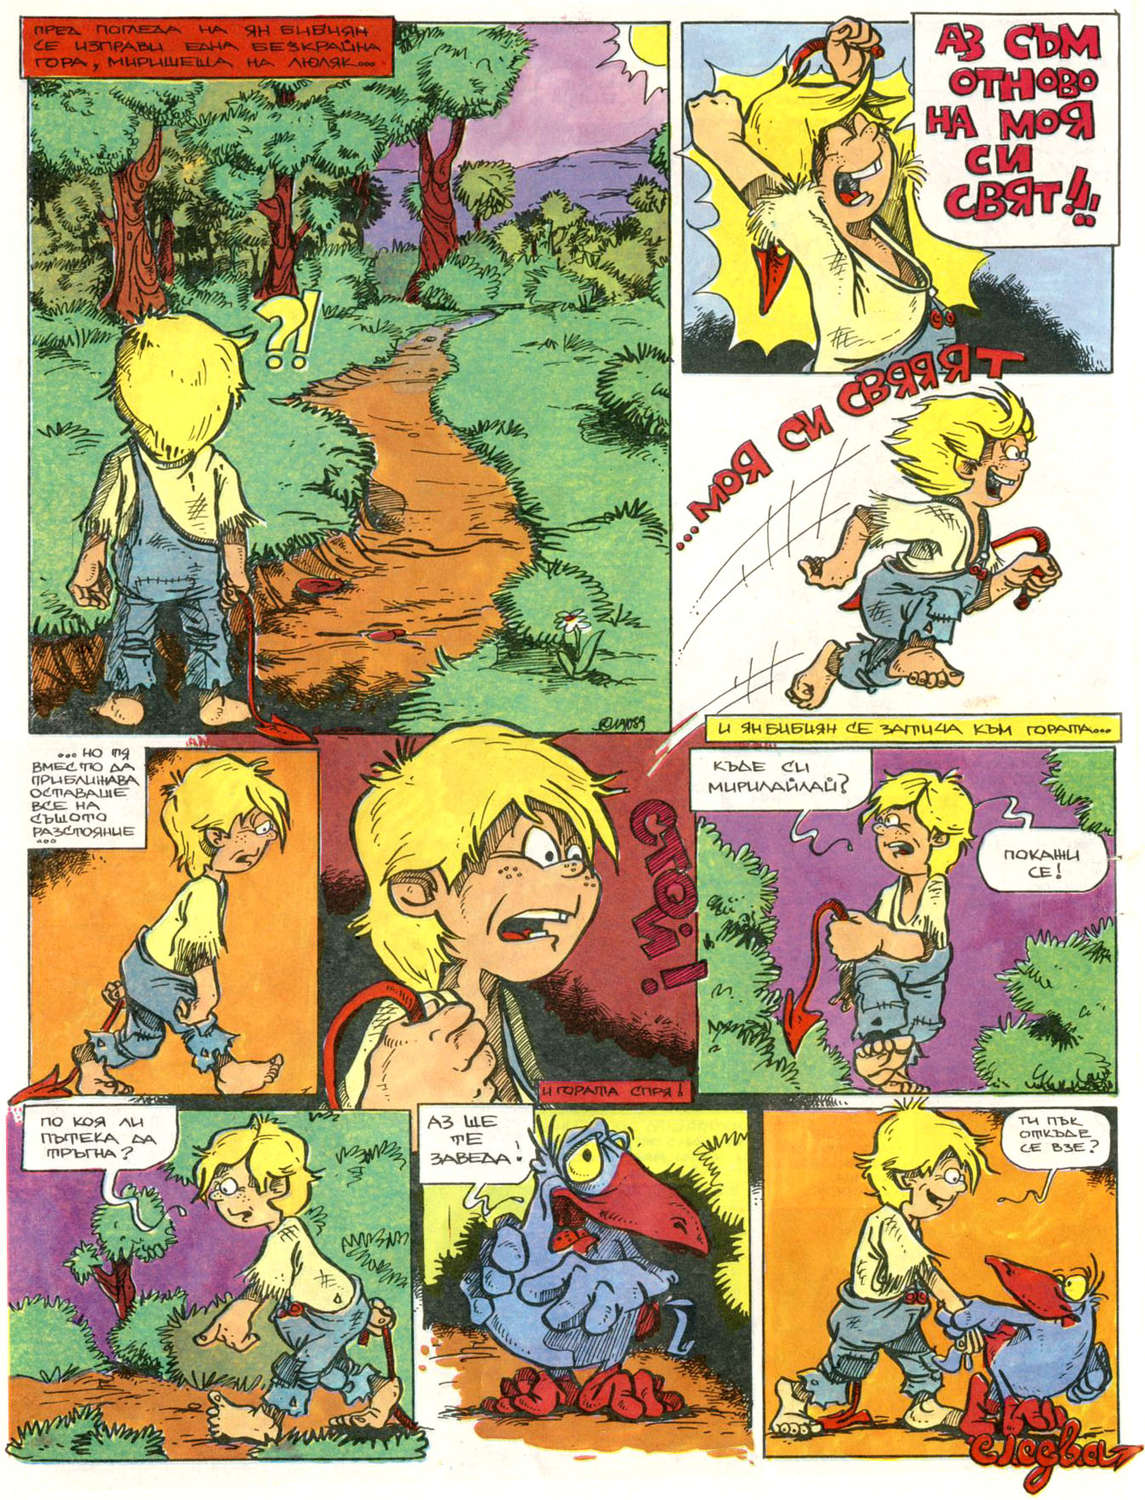 ПРЕД ПОГЛЕДА НА ЯН БИБИЯН
СЕ ИЗПРАВИ ЕДНА БЕЗКРАЙНА
ГОРА, МИРИШЕЩА НА ЛЮЛЯК...
?!
АЗ СЪМ
ОТНОВО
НА МОЯ
СИ
СВЯТ!!!
...МОЯ СИ СВЯЯЯТ
И ЯН БИБИЯН СЕ ЗАТИЧА КЪМ ГОРАТА...
...НО ТЯ
ВМЕСТО ДА
ПРИБЛИЖАВА
ОСТАВАШЕ
ВСЕ НА
СЪЩОТО
РАЗСТОЯНИЕ
...
СТОЙ!
И ГОРАТА СПРЯ!
КЪДЕ СИ
МИРИЛАЙЛАЙ?
ПОКАЖИ
СЕ!
ПО КОЯ ЛИ
ПЪТЕКА ДА
ТРЪГНА?
АЗ ЩЕ
ТЕ
ЗАВЕДА!
ТИ ПЪК
ОТКЪДЕ
СЕ ВЗЕ?
следва